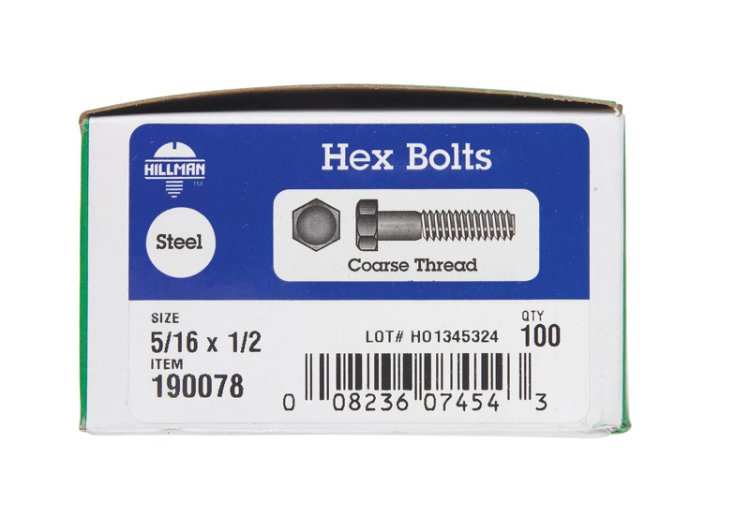 HILLMAN
TM
Hex Bolts
Steel
Coarse Thread
SIZE
5/16 x 1/2
ITEM
190078
LOT# H01345324
QTY
100
0 08236 07454 3